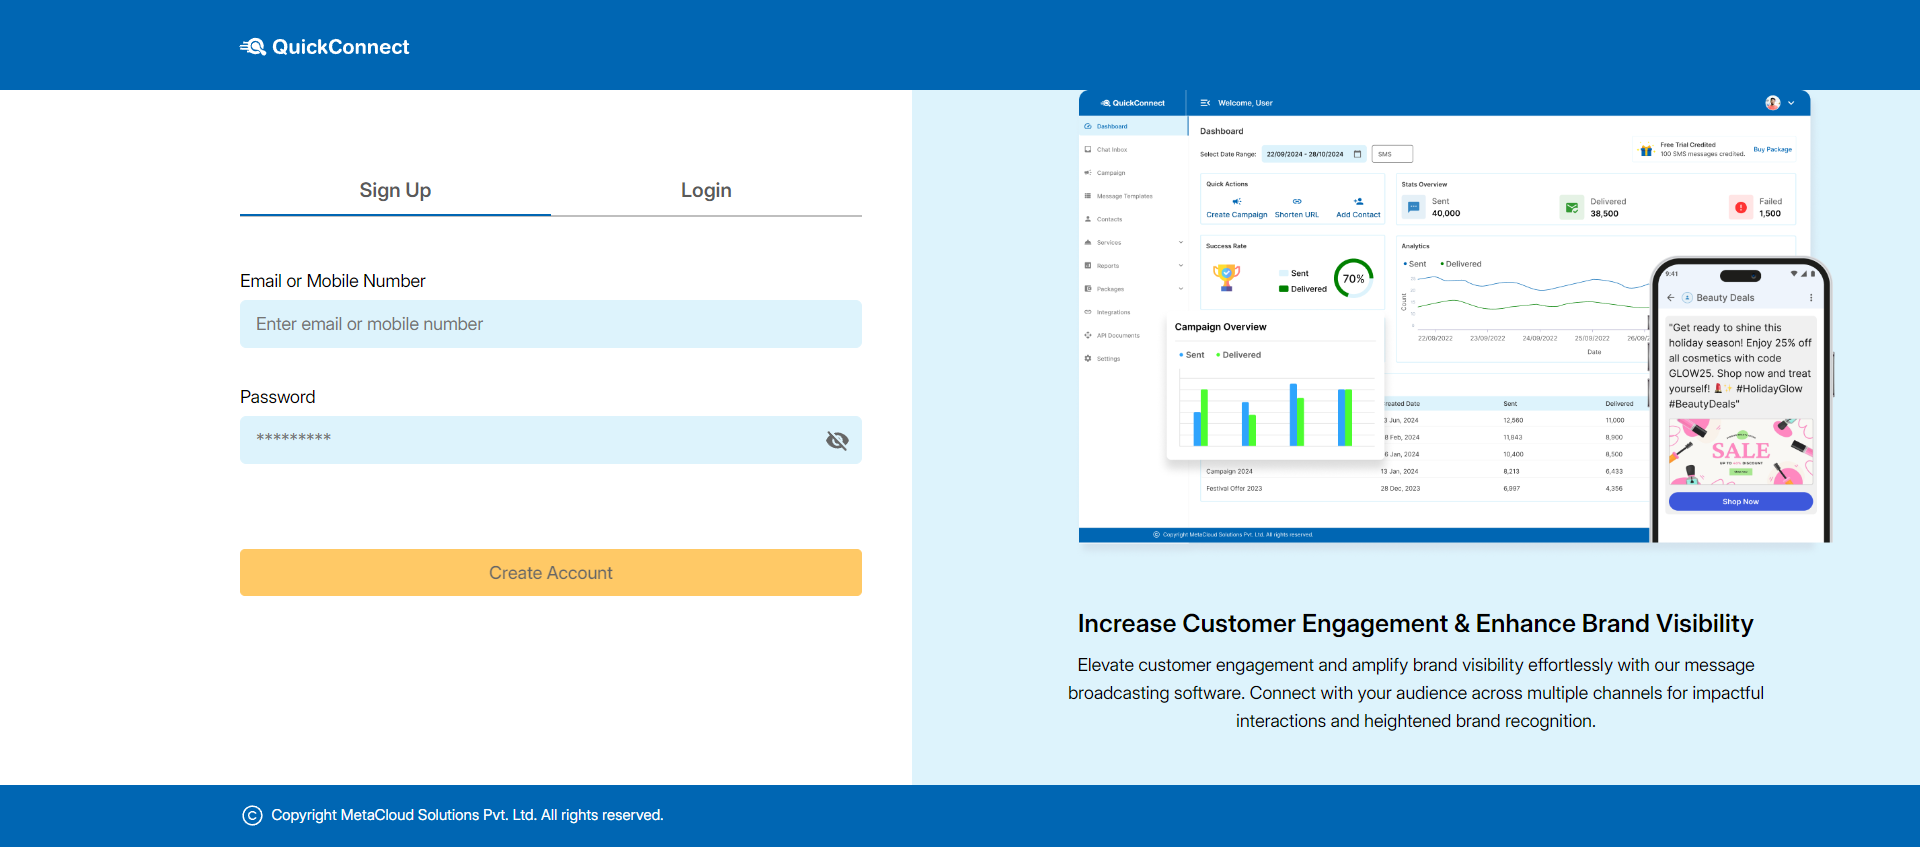 QuickConnect
Sign Up
Login
Email or Mobile Number
Enter email or mobile number
Password
*********
Create Account
QuickConnect
Welcome, User
Dashboard
Chat Inbox
Campaign
Message Templates
Contacts
Services
Reports
Packages
Integrations
API Documents
Settings
Dashboard
Select Date Range:
22/09/2024 - 28/10/2024
SMS
Free Trial Credited
100 SMS messages credited.
Buy Package
Quick Actions
Create Campaign
Shorten URL
Add Contact
Stats Overview
Sent
40,000
Delivered
38,500
Failed
1,500
Success Rate
Sent
Delivered
70%
Analytics
Sent
Delivered
Count
22/09/2022
23/09/2022
24/09/2022
25/09/2022
26/09/
Date
Campaign Overview
Sent
Delivered
reated Date
Sent
Delivered
Jun, 2024
12,560
11,000
Feb, 2024
11,843
8,900
Jan, 2024
10,400
8,500
Campaign 2024
13 Jan, 2024
8,213
6,433
Festival Offer 2023
28 Dec, 2023
6,997
4,356
Copyright MetaCloud Solutions Pvt. Ltd. All rights reserved.
9:41
Beauty Deals
"Get ready to shine this
holiday season! Enjoy 25% off
all cosmetics with code
GLOW25. Shop now and treat
yourself! 💄✨ #HolidayGlow
#BeautyDeals"
SALE
UP TO DISCOUNT
Shop Now
Increase Customer Engagement & Enhance Brand Visibility
Elevate customer engagement and amplify brand visibility effortlessly with our message
broadcasting software. Connect with your audience across multiple channels for impactful
interactions and heightened brand recognition.
© Copyright MetaCloud Solutions Pvt. Ltd. All rights reserved.